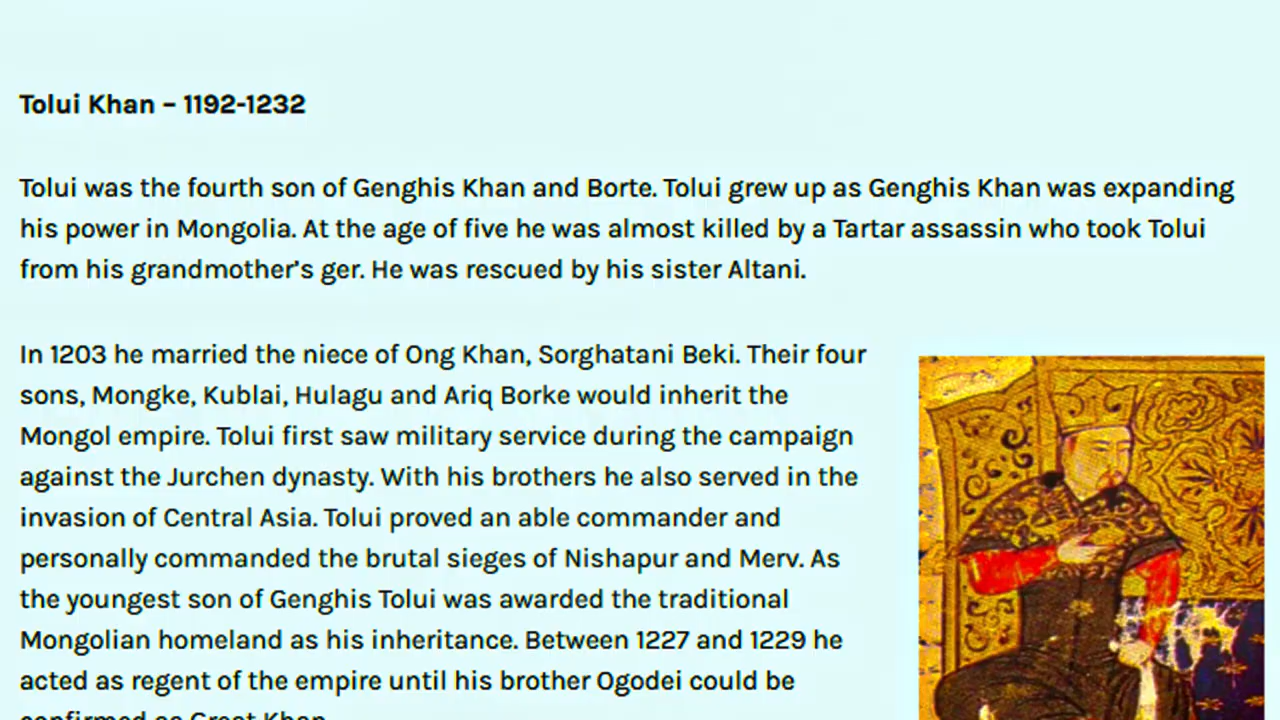 Tolui Khan – 1192-1232
Tolui was the fourth son of Genghis Khan and Borte. Tolui grew up as Genghis Khan was expanding
his power in Mongolia. At the age of five he was almost killed by a Tartar assassin who took Tolui
from his grandmother's ger. He was rescued by his sister Altani.
In 1203 he married the niece of Ong Khan, Sorghatani Beki. Their four
sons, Mongke, Kublai, Hulagu and Ariq Borke would inherit the
Mongol empire. Tolui first saw military service during the campaign
against the Jurchen dynasty. With his brothers he also served in the
invasion of Central Asia. Tolui proved an able commander and
personally commanded the brutal sieges of Nishapur and Merv. As
the youngest son of Genghis Tolui was awarded the traditional
Mongolian homeland as his inheritance. Between 1227 and 1229 he
acted as regent of the empire until his brother Ogodei could be
confirmed as Great Khan.